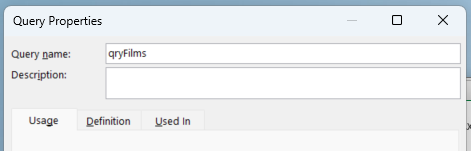 Query Properties
Query name: qryFilms
Description:
Usage Definition Used In